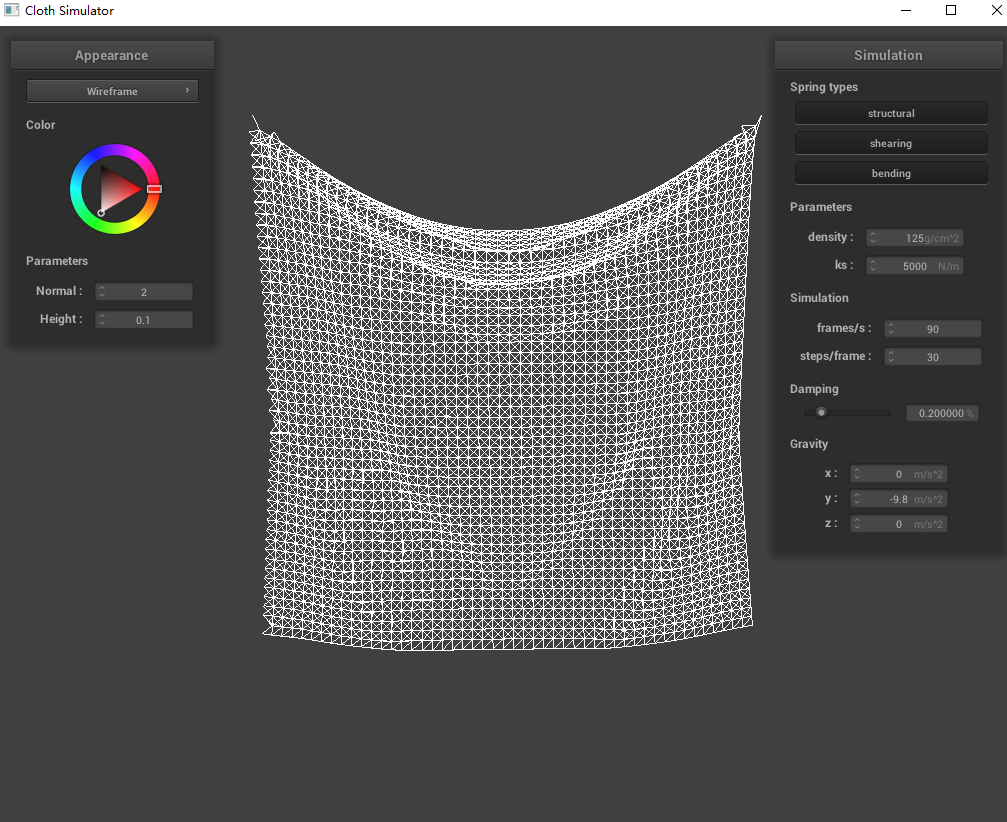 Cloth Simulator
Appearance
Wireframe
Color
Parameters
Normal : 2
Height : 0.1
Simulation
Spring types
structural
shearing
bending
Parameters
density : 125 g/cm^2
ks : 5000 N/m
Simulation
frames/s : 90
steps/frame : 30
Damping
0.200000 %
Gravity
x : 0 m/s^2
y : -9.8 m/s^2
z : 0 m/s^2